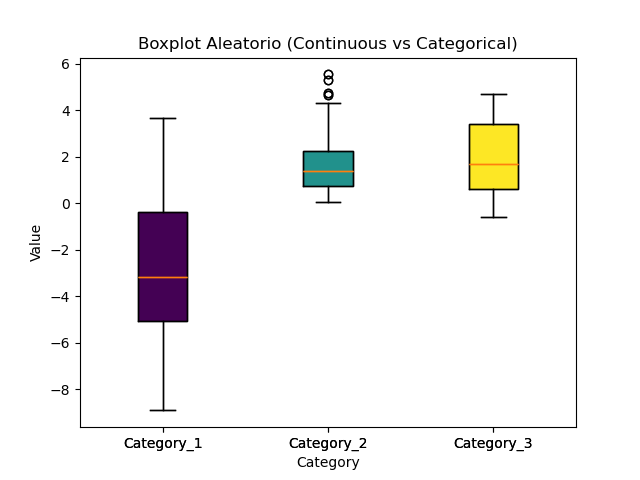 Boxplot Aleatorio (Continuous vs Categorical)
6
4
2
0
−2
−4
−6
−8
Value
Category_1 Category_2 Category_3
Category